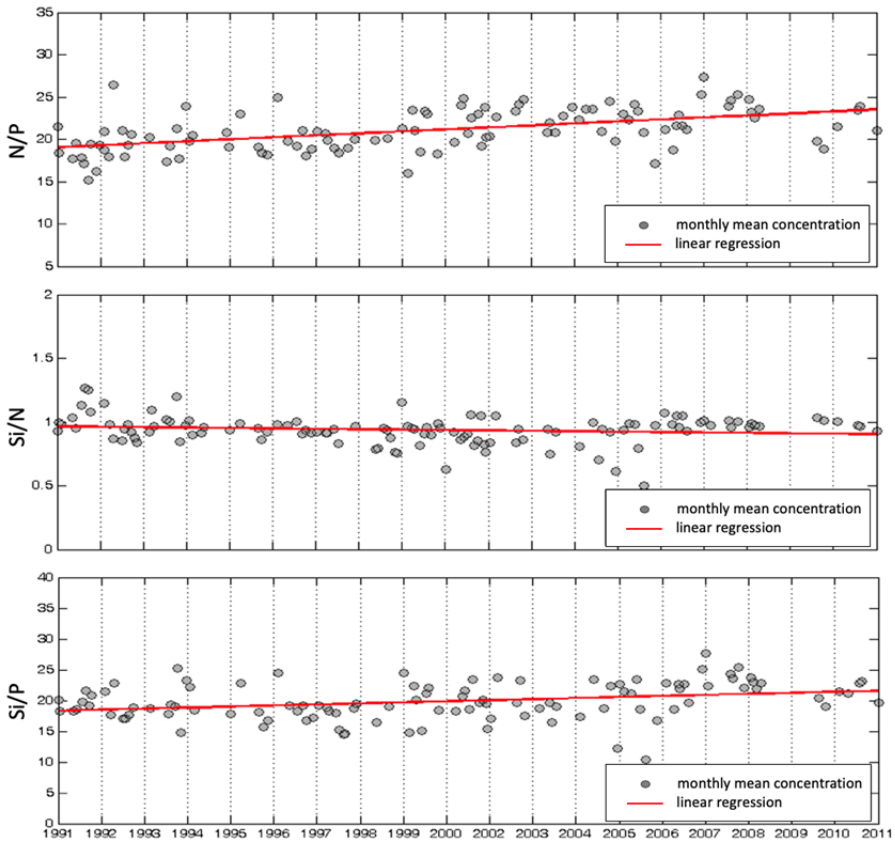 35
30
25
20
15
10
5
N/P
monthly mean concentration
linear regression
2
1.5
1
0.5
0
Si/N
monthly mean concentration
linear regression
40
35
30
25
20
15
10
5
0
Si/P
monthly mean concentration
linear regression
1991 1992 1993 1994 1995 1996 1997 1998 1999 2000 2002 2003 2004 2005 2006 2007 2008 2009 2010 2011